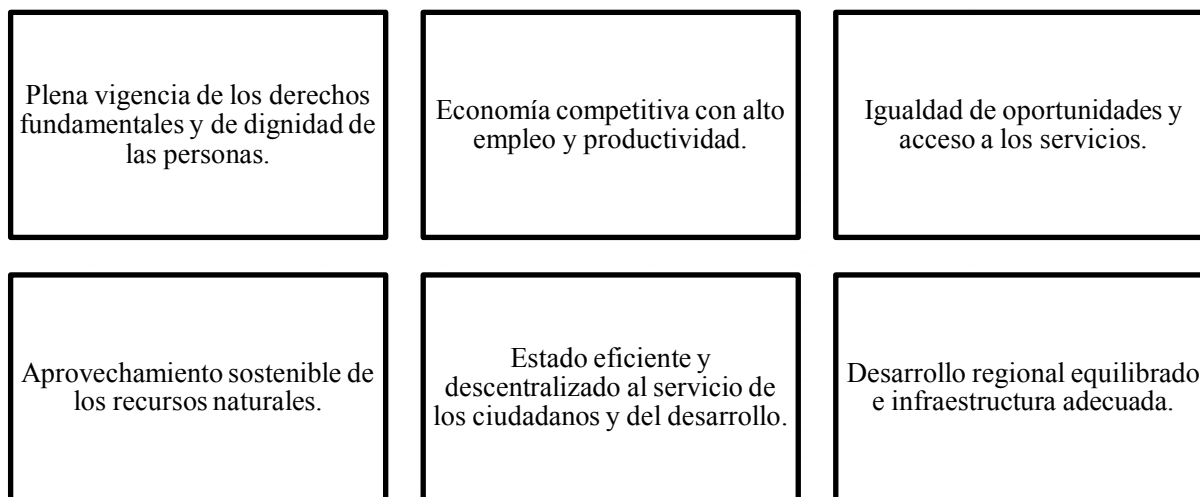 Plena vigencia de los derechos
fundamentales y de dignidad de
las personas.
Economía competitiva con alto
empleo y productividad.
Igualdad de oportunidades y
acceso a los servicios.
Aprovechamiento sostenible de
los recursos naturales.
Estado eficiente y
descentralizado al servicio de
los ciudadanos y del desarrollo.
Desarrollo regional equilibrado
e infraestructura adecuada.